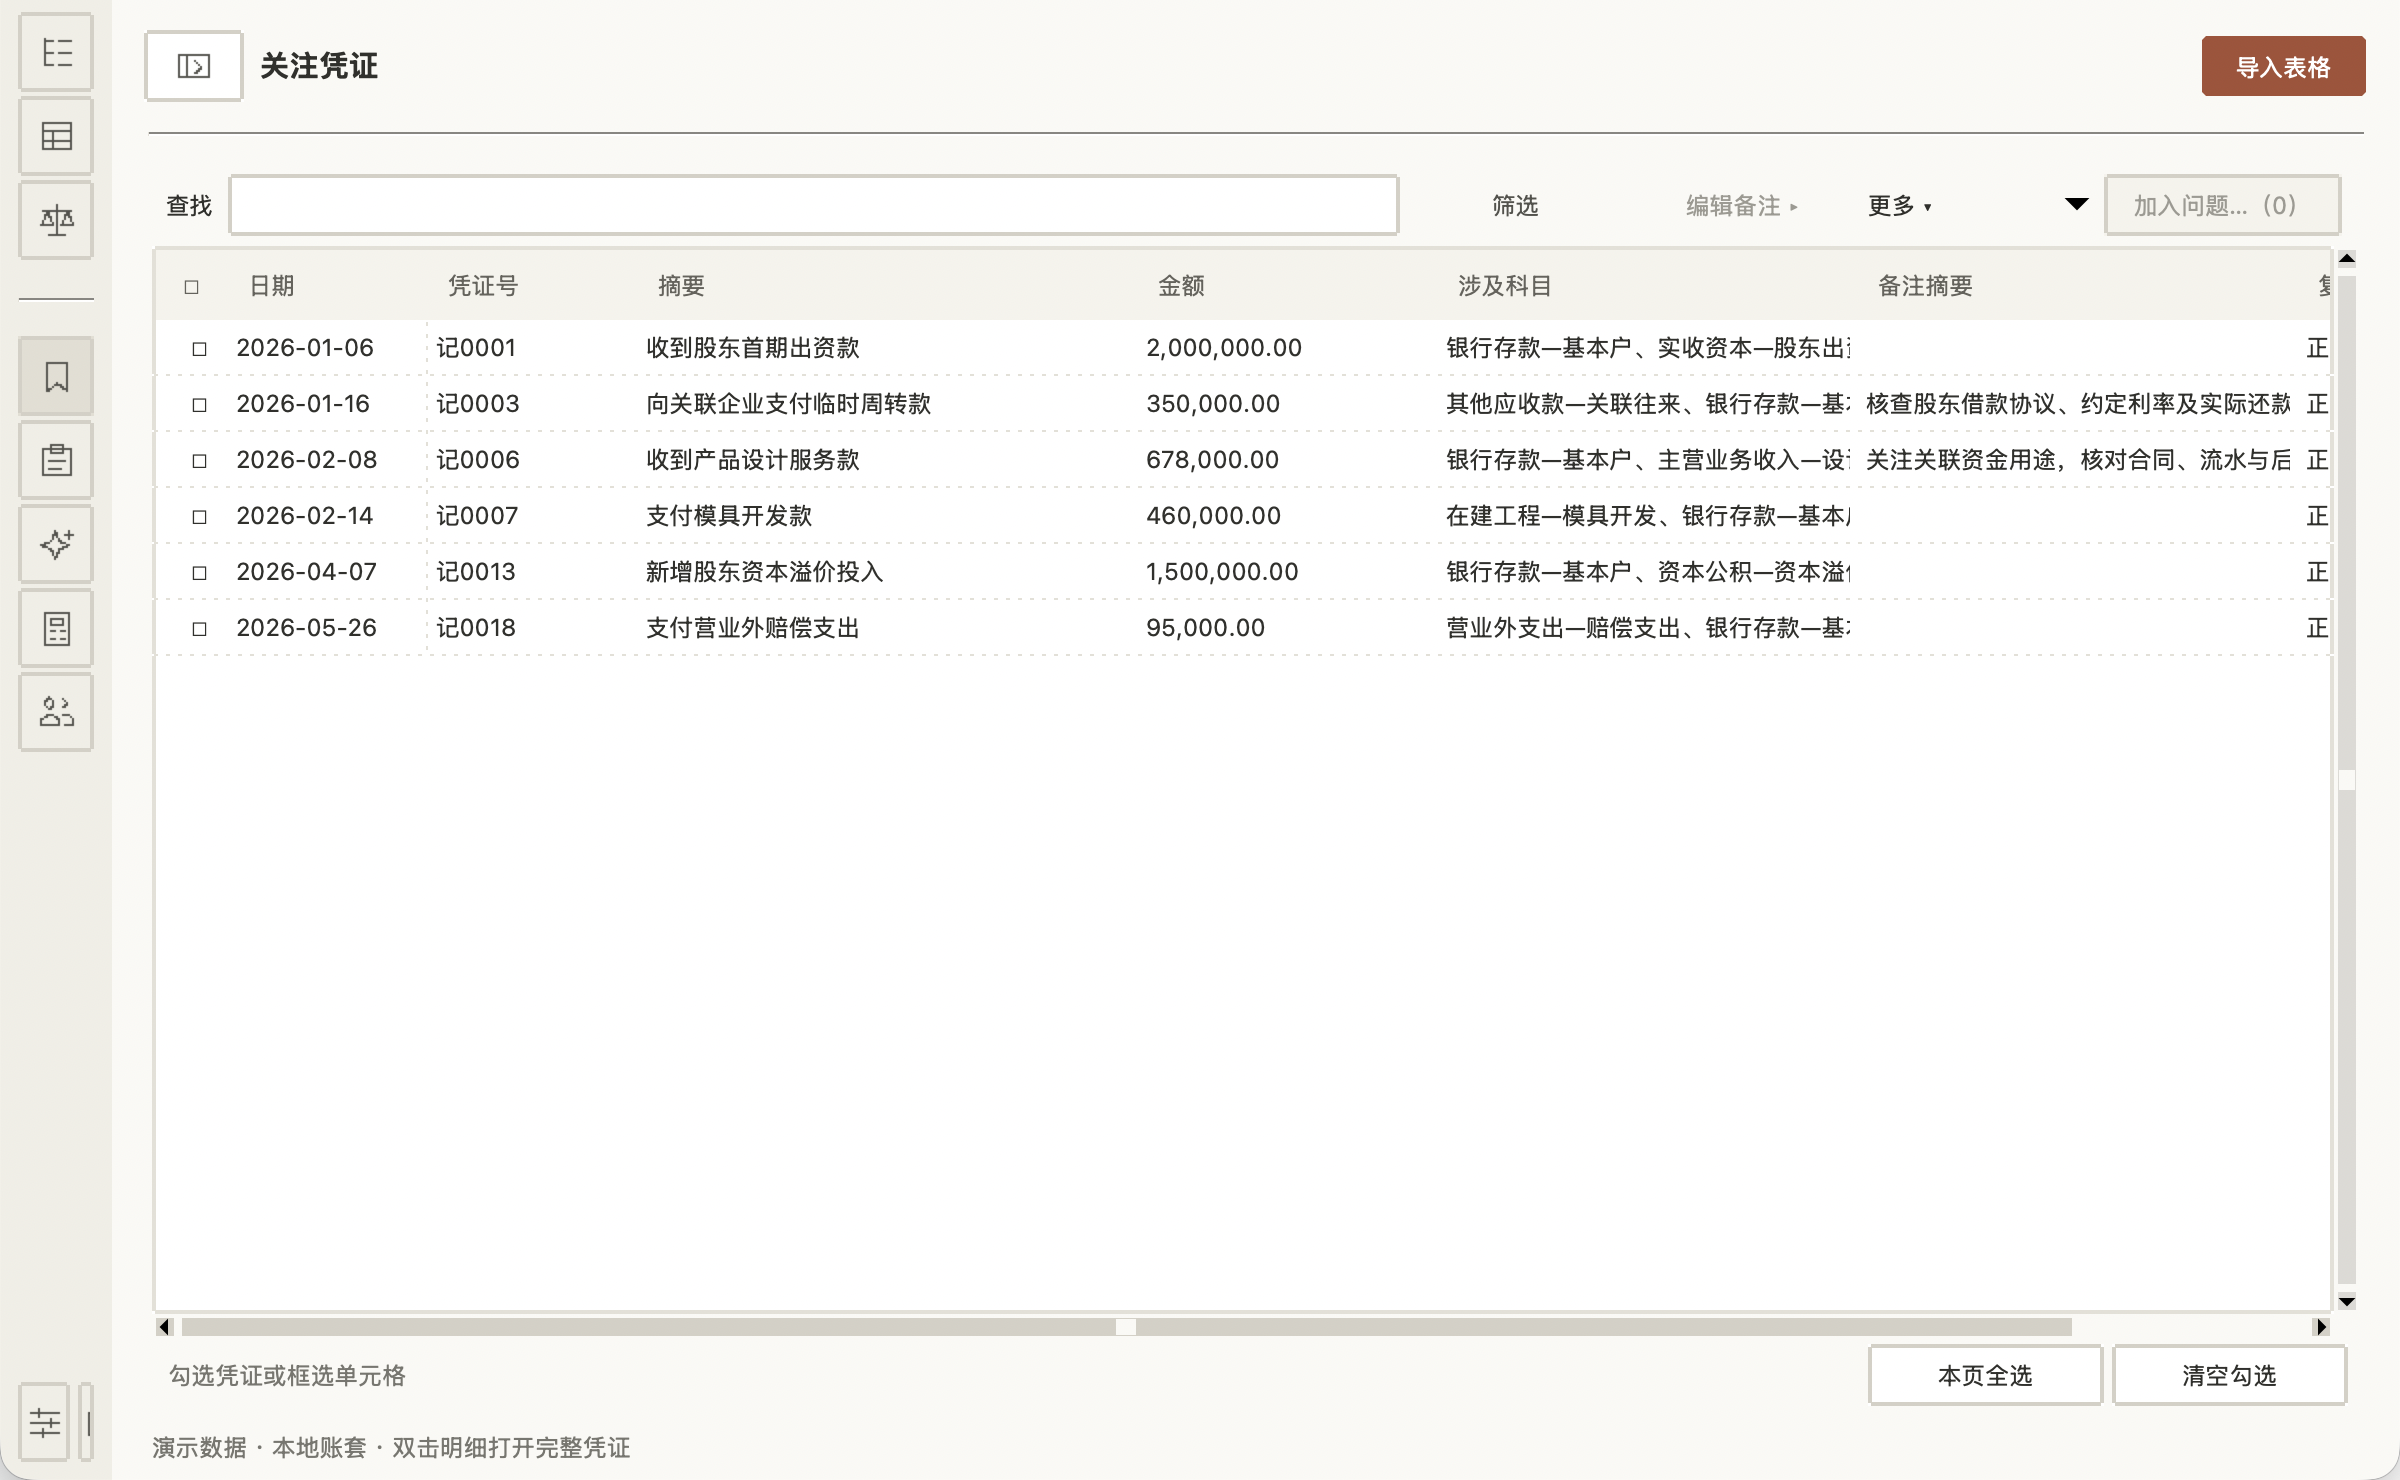 关注凭证
导入表格
查找 筛选 编辑备注 ▸ 更多 ▾ 加入问题... (0)
日期 凭证号 摘要 金额 涉及科目 备注摘要
2026-01-06 记0001 收到股东首期出资款 2,000,000.00 银行存款—基本户、实收资本—股东出 正
2026-01-16 记0003 向关联企业支付临时周转款 350,000.00 其他应收款—关联往来、银行存款—基 核查股东借款协议、约定利率及实际还款 正
2026-02-08 记0006 收到产品设计服务款 678,000.00 银行存款—基本户、主营业务收入—设 关注关联资金用途，核对合同、流水与后 正
2026-02-14 记0007 支付模具开发款 460,000.00 在建工程—模具开发、银行存款—基本 正
2026-04-07 记0013 新增股东资本溢价投入 1,500,000.00 银行存款—基本户、资本公积—资本溢 正
2026-05-26 记0018 支付营业外赔偿支出 95,000.00 营业外支出—赔偿支出、银行存款—基 正
勾选凭证或框选单元格 本页全选 清空勾选
演示数据 · 本地账套 · 双击明细打开完整凭证